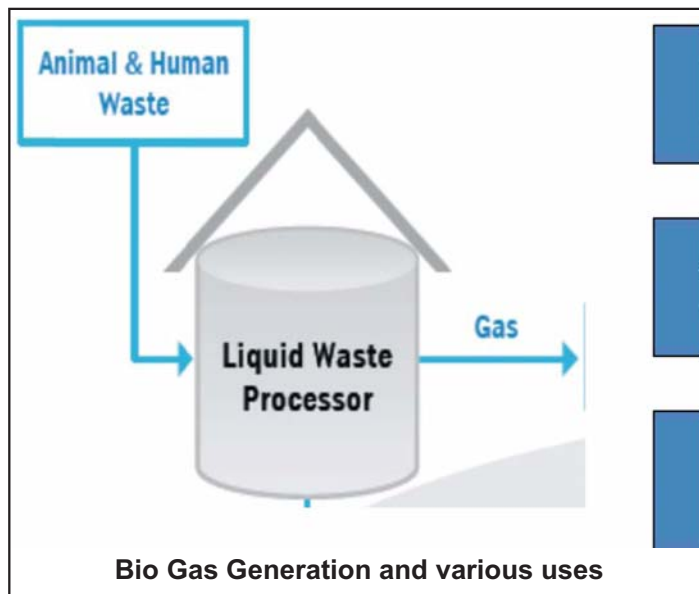 Animal & Human
Waste
Liquid Waste
Processor
Gas
Bio Gas Generation and various uses